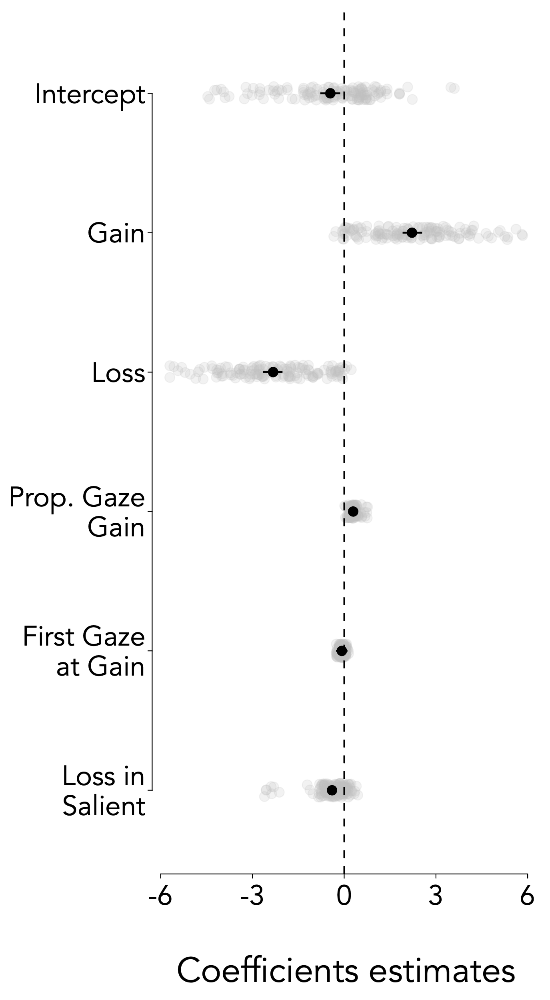 Intercept
Gain
Loss
Prop. Gaze
Gain
First Gaze
at Gain
Loss in
Salient
-6 -3 0 3 6
Coefficients estimates